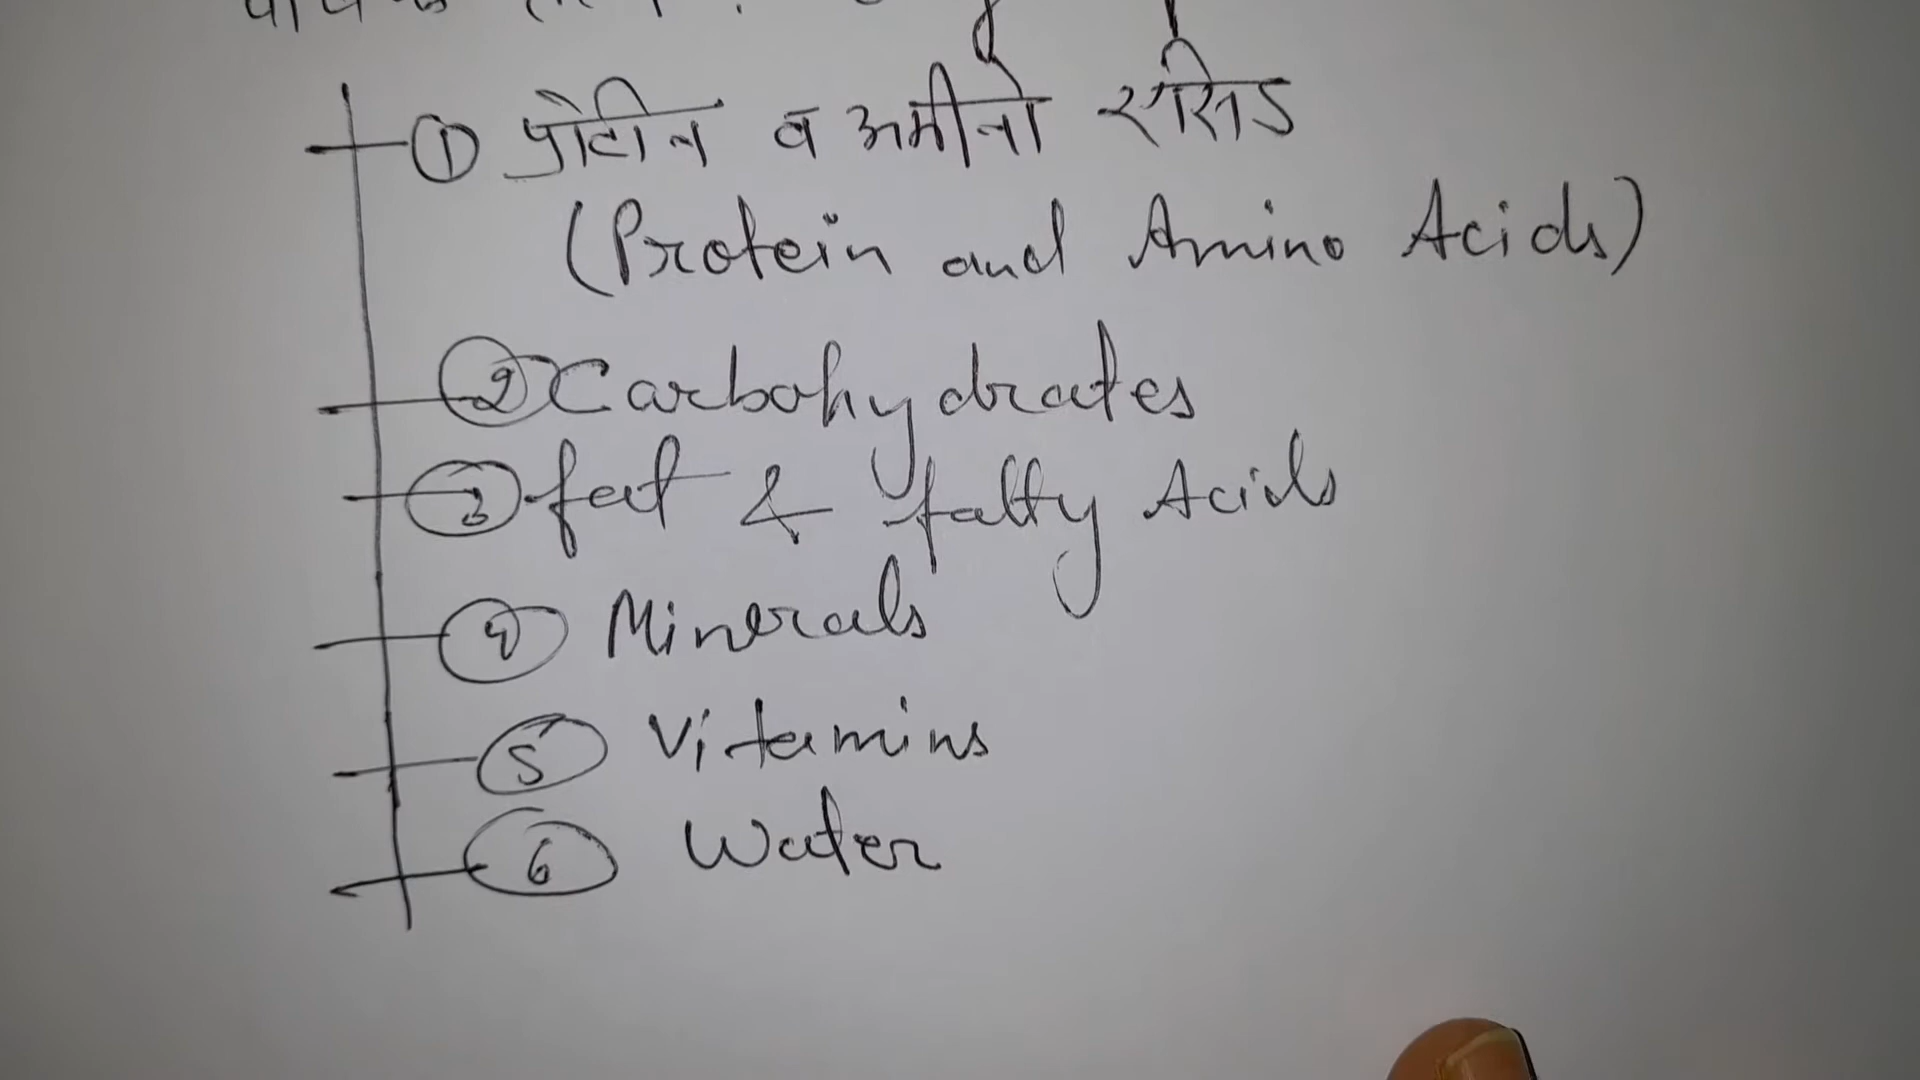 ① प्रोटीन व अमीनो एसिड
(Protein and Amino Acids)
② Carbohydrates
③ fat & fatty Acids
④ Minerals
⑤ Vitamins
⑥ Water